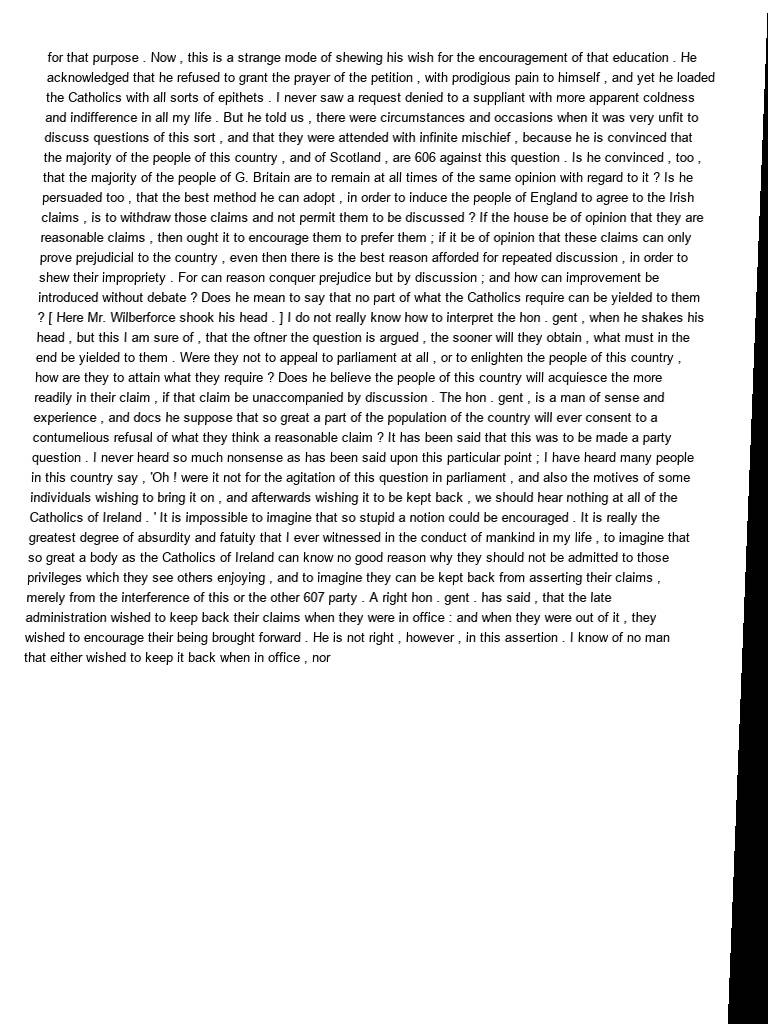 for that purpose . Now , this is a strange mode of shewing his wish for the encouragement of that education . He
acknowledged that he refused to grant the prayer of the petition , with prodigious pain to himself , and yet he loaded
the Catholics with all sorts of epithets . I never saw a request denied to a suppliant with more apparent coldness
and indifference in all my life . But he told us , there were circumstances and occasions when it was very unfit to
discuss questions of this sort , and that they were attended with infinite mischief , because he is convinced that
the majority of the people of this country , and of Scotland , are 606 against this question . Is he convinced , too ,
that the majority of the people of G. Britain are to remain at all times of the same opinion with regard to it ? Is he
persuaded too , that the best method he can adopt , in order to induce the people of England to agree to the Irish
claims , is to withdraw those claims and not permit them to be discussed ? If the house be of opinion that they are
reasonable claims , then ought it to encourage them to prefer them ; if it be of opinion that these claims can only
prove prejudicial to the country , even then there is the best reason afforded for repeated discussion , in order to
shew their impropriety . For can reason conquer prejudice but by discussion ; and how can improvement be
introduced without debate ? Does he mean to say that no part of what the Catholics require can be yielded to them
? [ Here Mr. Wilberforce shook his head . ] I do not really know how to interpret the hon . gent , when he shakes his
head , but this I am sure of , that the oftner the question is argued , the sooner will they obtain , what must in the
end be yielded to them . Were they not to appeal to parliament at all , or to enlighten the people of this country ,
how are they to attain what they require ? Does he believe the people of this country will acquiesce the more
readily in their claim , if that claim be unaccompanied by discussion . The hon . gent , is a man of sense and
experience , and docs he suppose that so great a part of the population of the country will ever consent to a
contumelious refusal of what they think a reasonable claim ? It has been said that this was to be made a party
question . I never heard so much nonsense as has been said upon this particular point ; I have heard many people
in this country say , 'Oh ! were it not for the agitation of this question in parliament , and also the motives of some
individuals wishing to bring it on , and afterwards wishing it to be kept back , we should hear nothing at all of the
Catholics of Ireland . ' It is impossible to imagine that so stupid a notion could be encouraged . It is really the
greatest degree of absurdity and fatuity that I ever witnessed in the conduct of mankind in my life , to imagine that
so great a body as the Catholics of Ireland can know no good reason why they should not be admitted to those
privileges which they see others enjoying , and to imagine they can be kept back from asserting their claims ,
merely from the interference of this or the other 607 party . A right hon . gent . has said , that the late
administration wished to keep back their claims when they were in office : and when they were out of it , they
wished to encourage their being brought forward . He is not right , however , in this assertion . I know of no man
that either wished to keep it back when in office , nor